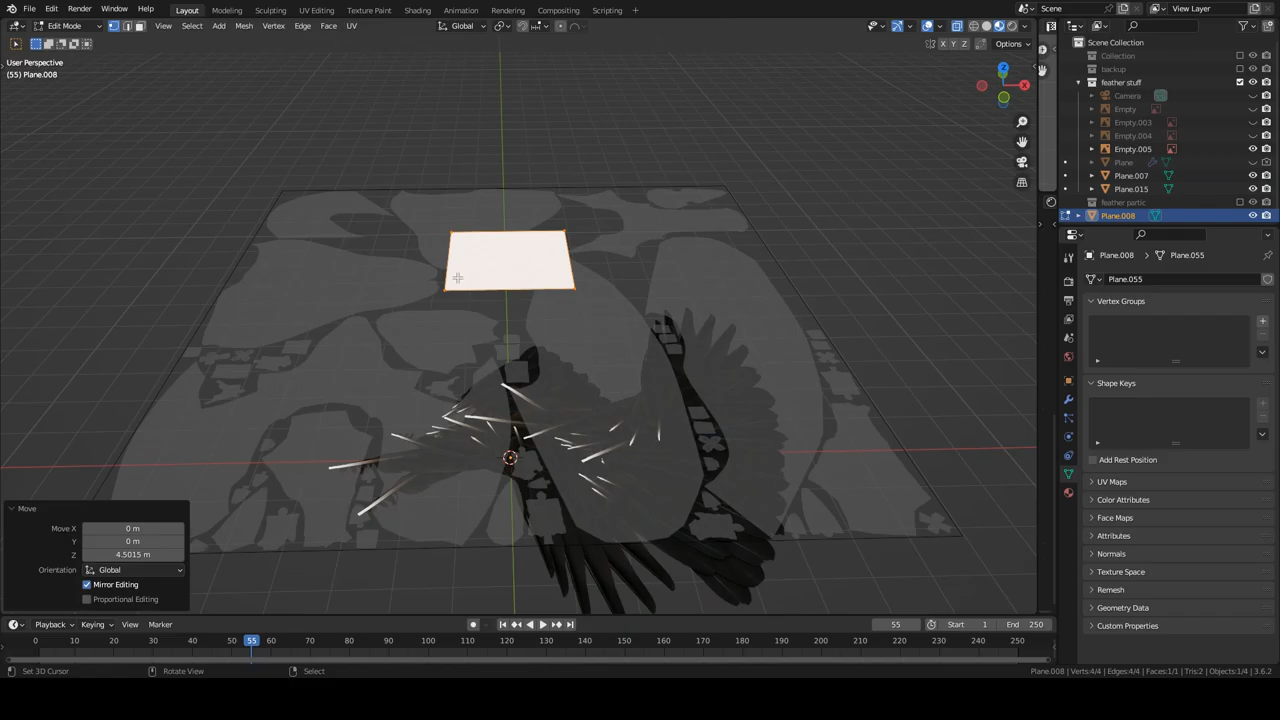 File Edit Render Window Help Layout Modeling Sculpting UV Editing Texture Paint Shading Animation Rendering Compositing Scripting + Scene View Layer
Edit Mode View Select Add Mesh Vertex Edge Face UV Global
X Y Z Options
User Perspective
(55) Plane.008
Z
X
Y
Scene Collection
Collection
backup
feather stuff
Camera
Empty
Empty.003
Empty.004
Empty.005
Plane
Plane.007
Plane.015
feather partic
Plane.008
Plane.008 Plane.055
Plane.055
Vertex Groups
Shape Keys
Add Rest Position
UV Maps
Color Attributes
Face Maps
Attributes
Normals
Texture Space
Remesh
Geometry Data
Custom Properties
Move
Move X 0 m
Y 0 m
Z 4.5015 m
Orientation Global
Mirror Editing
Proportional Editing
Playback Keying View Marker 55 Start 1 End 250
0 10 20 30 40 50 55 60 70 80 90 100 110 120 130 140 150 160 170 180 190 200 210 220 230 240 250
Set 3D Cursor Rotate View Select Plane.008 | Verts:4/4 | Edges:4/4 | Faces:1/1 | Tris:2 | Objects:1/4 | 3.6.2